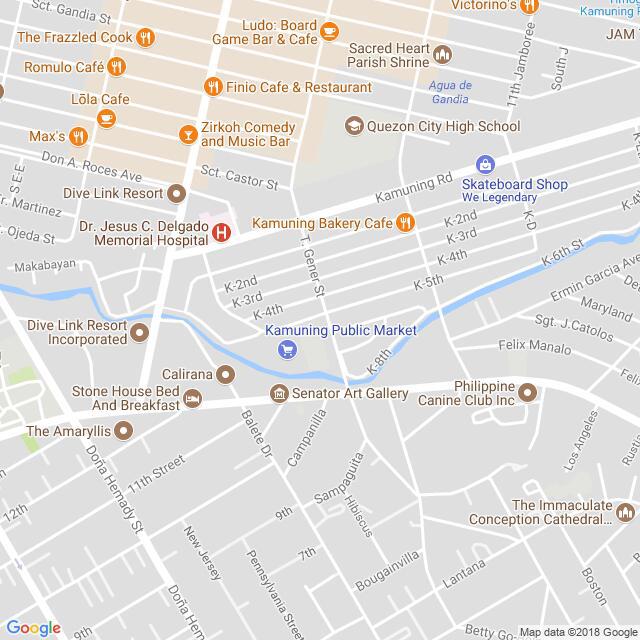 Sct. Gandia St
Ludo: Board
Game Bar & Cafe
Victorino's
Kamuning R
The Frazzled Cook
Sacred Heart
Parish Shrine
JAM
11th Jamboree
South J
Romulo Café
Finio Cafe & Restaurant
Agua de
Gandia
Lōla Cafe
Max's
Zirkoh Comedy
and Music Bar
Quezon City High School
Don A. Roces Ave
S.EE
Sct. Castor St
Kamuning Rd
Skateboard Shop
We Legendary
Dive Link Resort
r. Martinez
. Ojeda St
Dr. Jesus C. Delgado
Memorial Hospital
H
Kamuning Bakery Cafe
K-2nd
K-3rd
K-4th
K-5th
K-D
K-6th St
Makabayan
T. Gener St
K-2nd
K-3rd
K-4th
Ermin Garcia Ave
Maryland
Sgt. J.Catolos
Felix Manalo
Dive Link Resort
Incorporated
Kamuning Public Market
K-8th
Calirana
Stone House Bed
And Breakfast
Senator Art Gallery
Philippine
Canine Club Inc
The Amaryllis
Balete Dr
Campanilla
Los Angeles
11th Street
Doña Hemady St
12th
9th
Sampaguita
Hibiscus
The Immaculate
Conception Cathedral...
New Jersey
7th
Pennsylvania Street
Bougainvilla
Lantana
Boston
Doña Hem
9th
Betty Go-
Google
Map data ©2018 Google